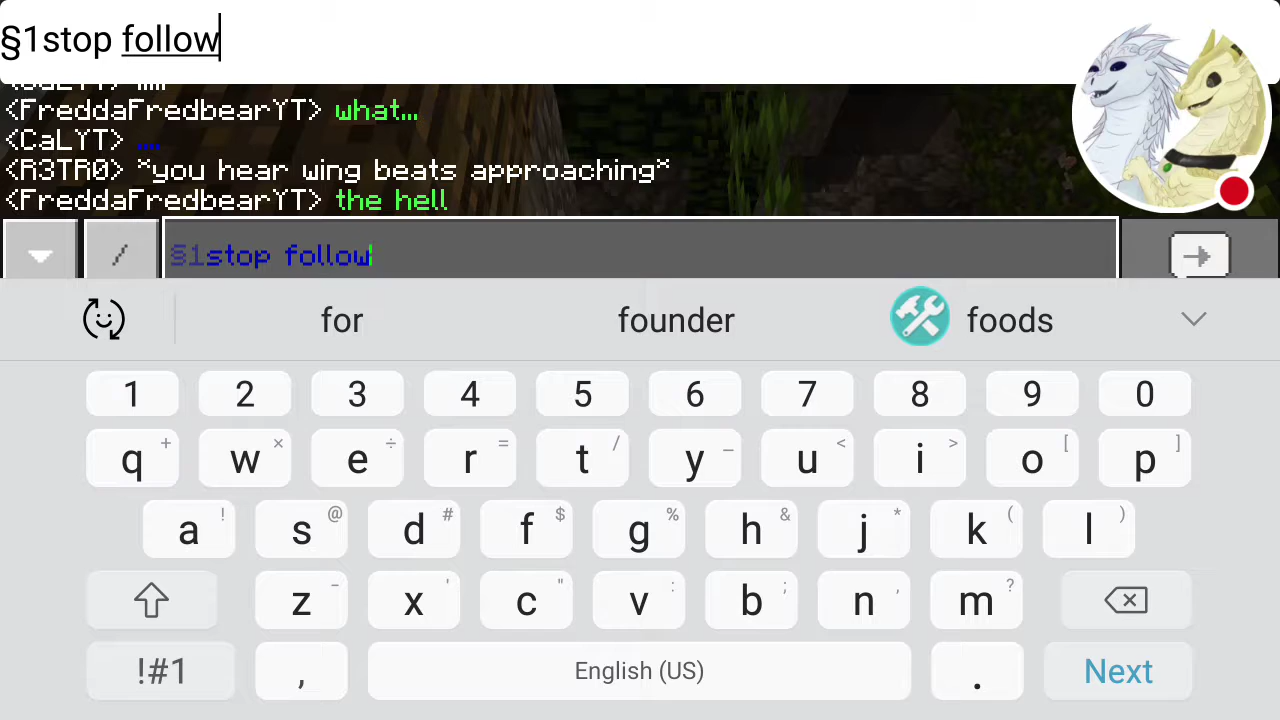 §1stop follow
<FreddaFredbearYT> what...
<CaLYT> ....
<R3TR0> *you hear wing beats approaching*
<FreddaFredbearYT> the hell
/ §1stop follow
for founder foods
1 2 3 4 5 6 7 8 9 0
q + w × e ÷ r = t / y _ u < i > o [ p ]
a ! s @ d # f $ g % h & j * k ( l )
z - x ' c " v : b ; n , m ?
!#1 , English (US) . Next